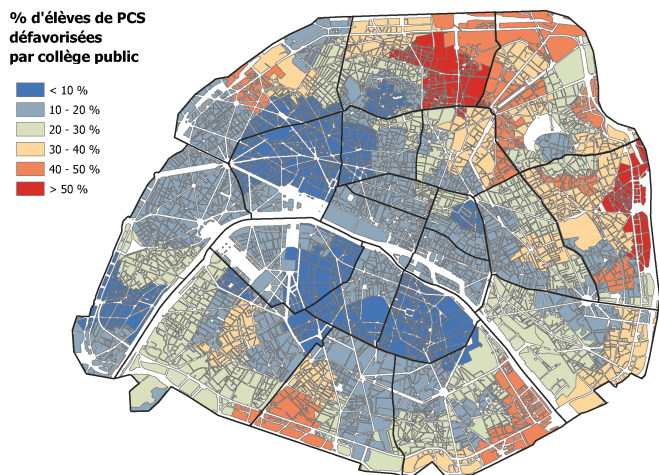 % d'élèves de PCS
défavorisées
par collège public
< 10 %
10 - 20 %
20 - 30 %
30 - 40 %
40 - 50 %
> 50 %